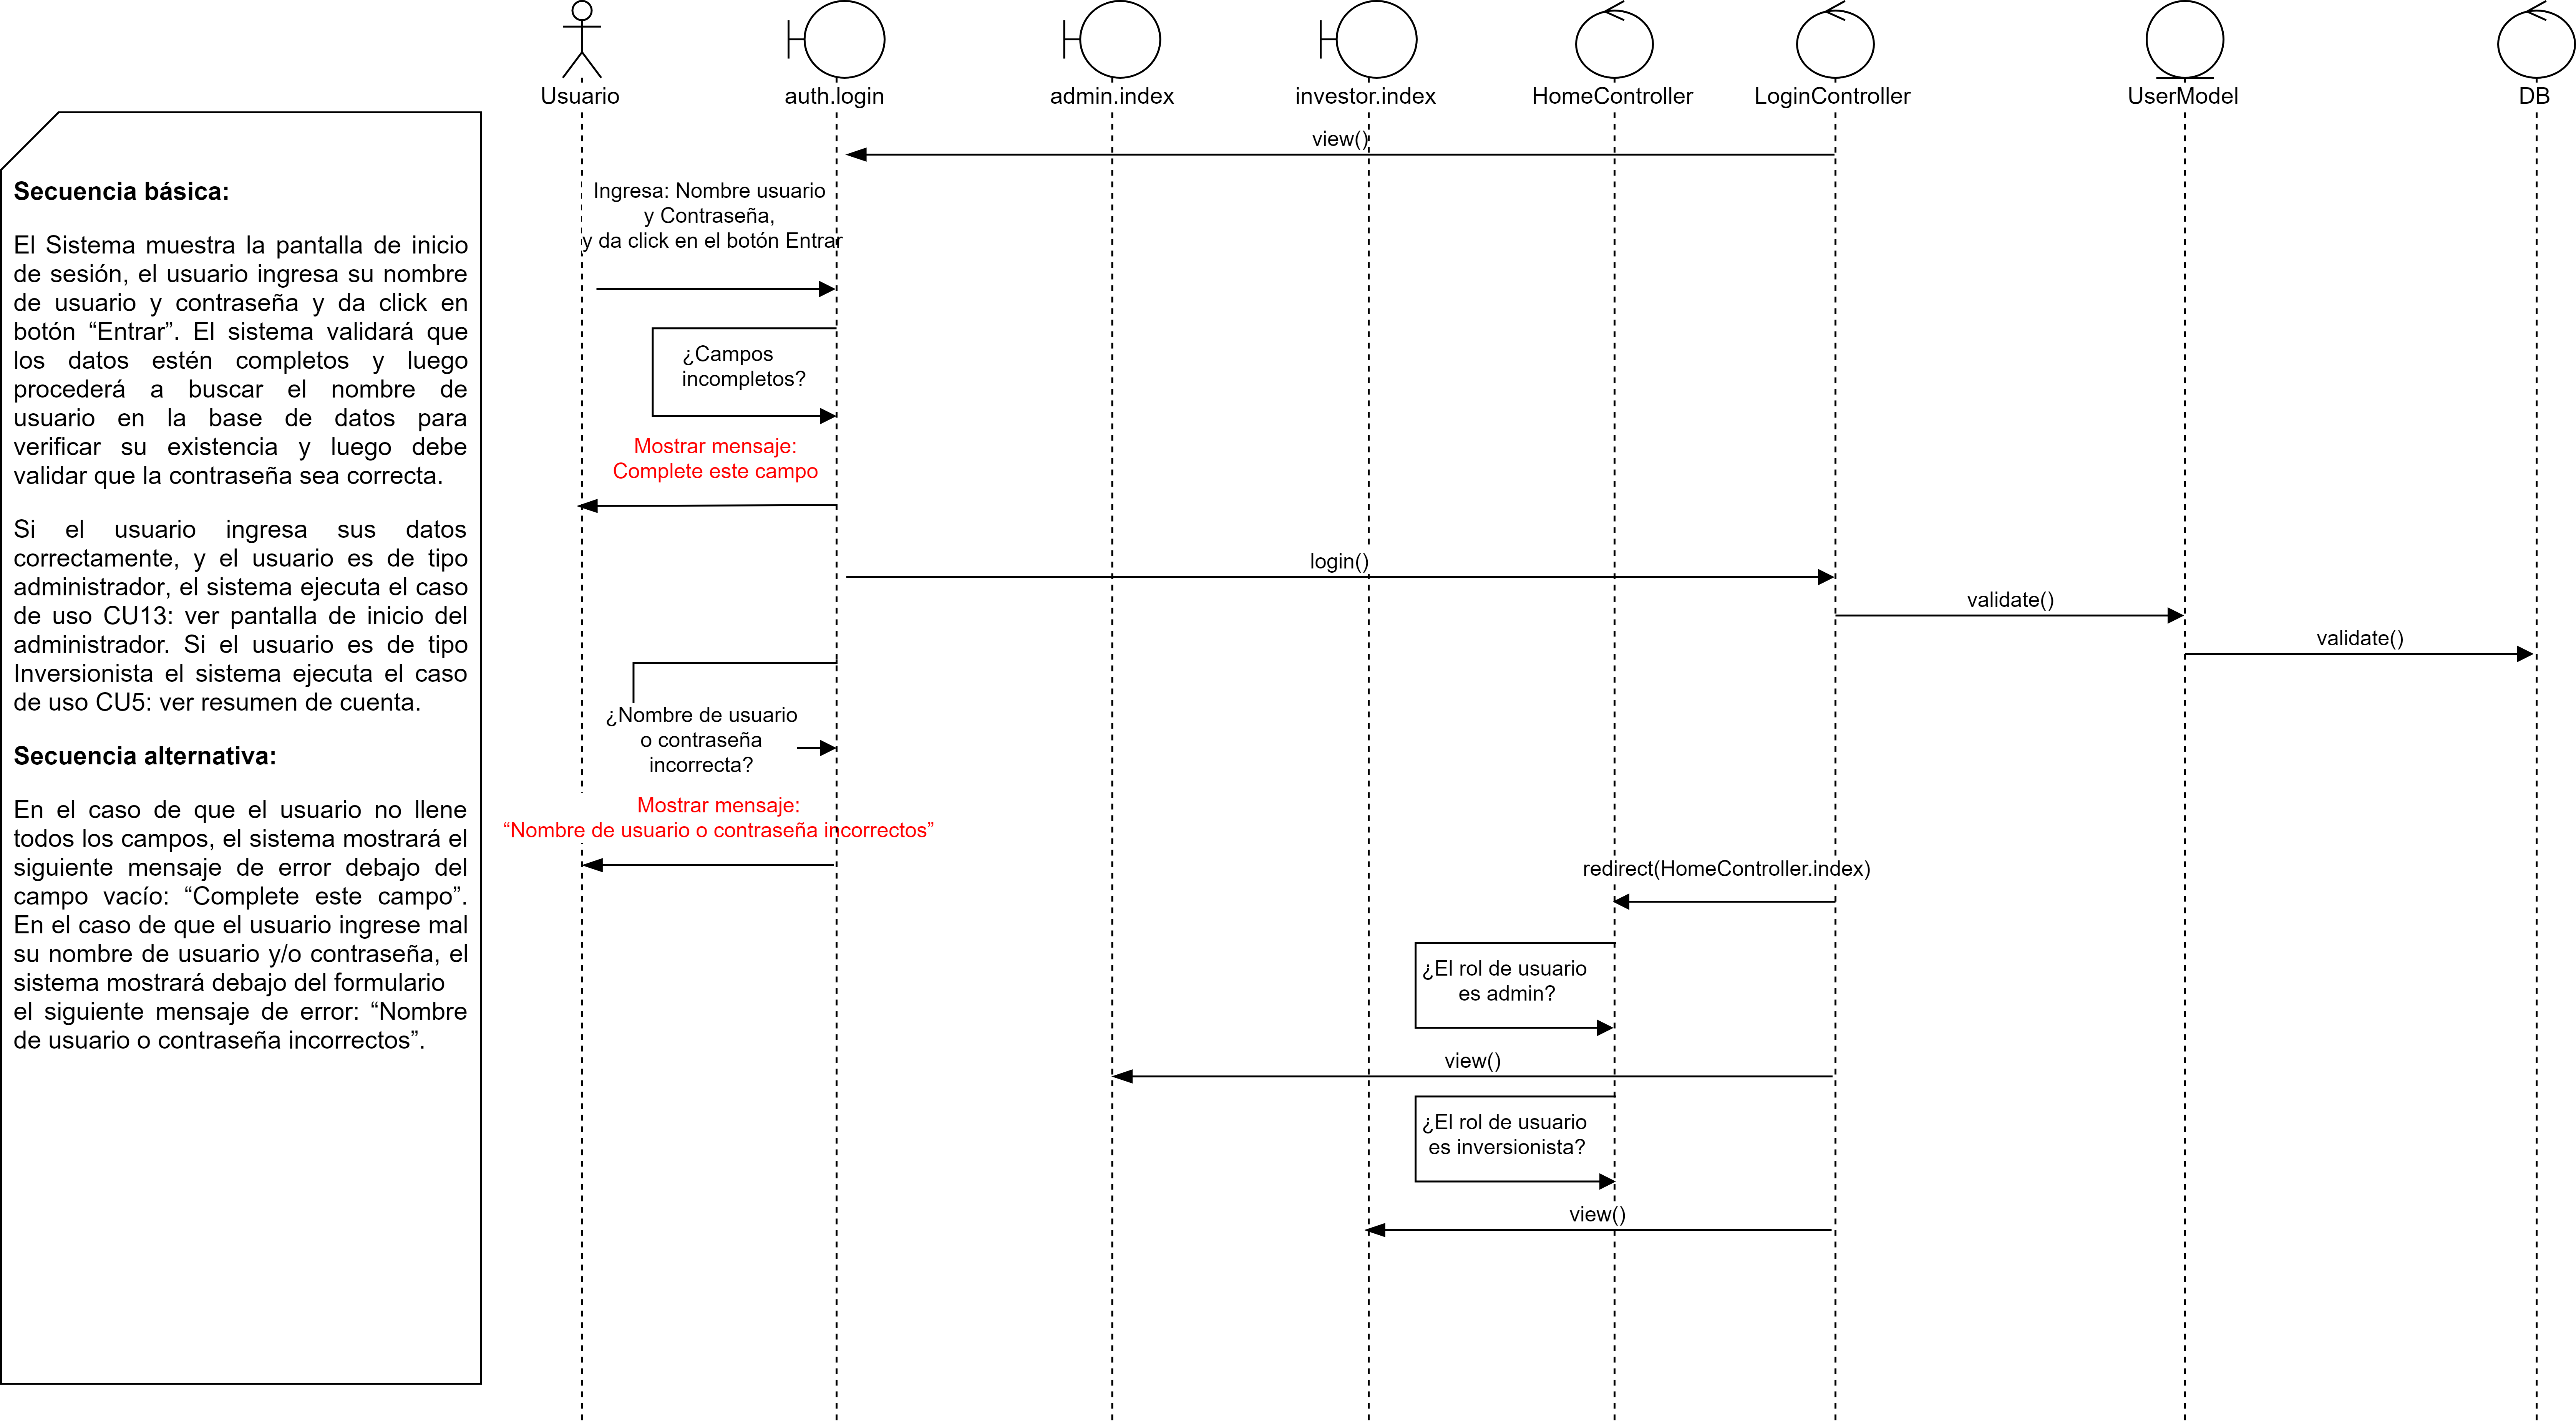 Usuario
auth.login
admin.index
investor.index
HomeController
LoginController
UserModel
DB
Secuencia básica:
El Sistema muestra la pantalla de inicio
de sesión, el usuario ingresa su nombre
de usuario y contraseña y da click en
botón “Entrar”. El sistema validará que
los datos estén completos y luego
procederá a buscar el nombre de
usuario en la base de datos para
verificar su existencia y luego debe
validar que la contraseña sea correcta.
Si el usuario ingresa sus datos
correctamente, y el usuario es de tipo
administrador, el sistema ejecuta el caso
de uso CU13: ver pantalla de inicio del
administrador. Si el usuario es de tipo
Inversionista el sistema ejecuta el caso
de uso CU5: ver resumen de cuenta.
Secuencia alternativa:
En el caso de que el usuario no llene
todos los campos, el sistema mostrará el
siguiente mensaje de error debajo del
campo vacío: “Complete este campo”.
En el caso de que el usuario ingrese mal
su nombre de usuario y/o contraseña, el
sistema mostrará debajo del formulario
el siguiente mensaje de error: “Nombre
de usuario o contraseña incorrectos”.
view()
Ingresa: Nombre usuario
y Contraseña,
y da click en el botón Entrar
¿Campos
incompletos?
Mostrar mensaje:
Complete este campo
login()
validate()
validate()
¿Nombre de usuario
o contraseña
incorrecta?
Mostrar mensaje:
“Nombre de usuario o contraseña incorrectos”
redirect(HomeController.index)
¿El rol de usuario
es admin?
view()
¿El rol de usuario
es inversionista?
view()